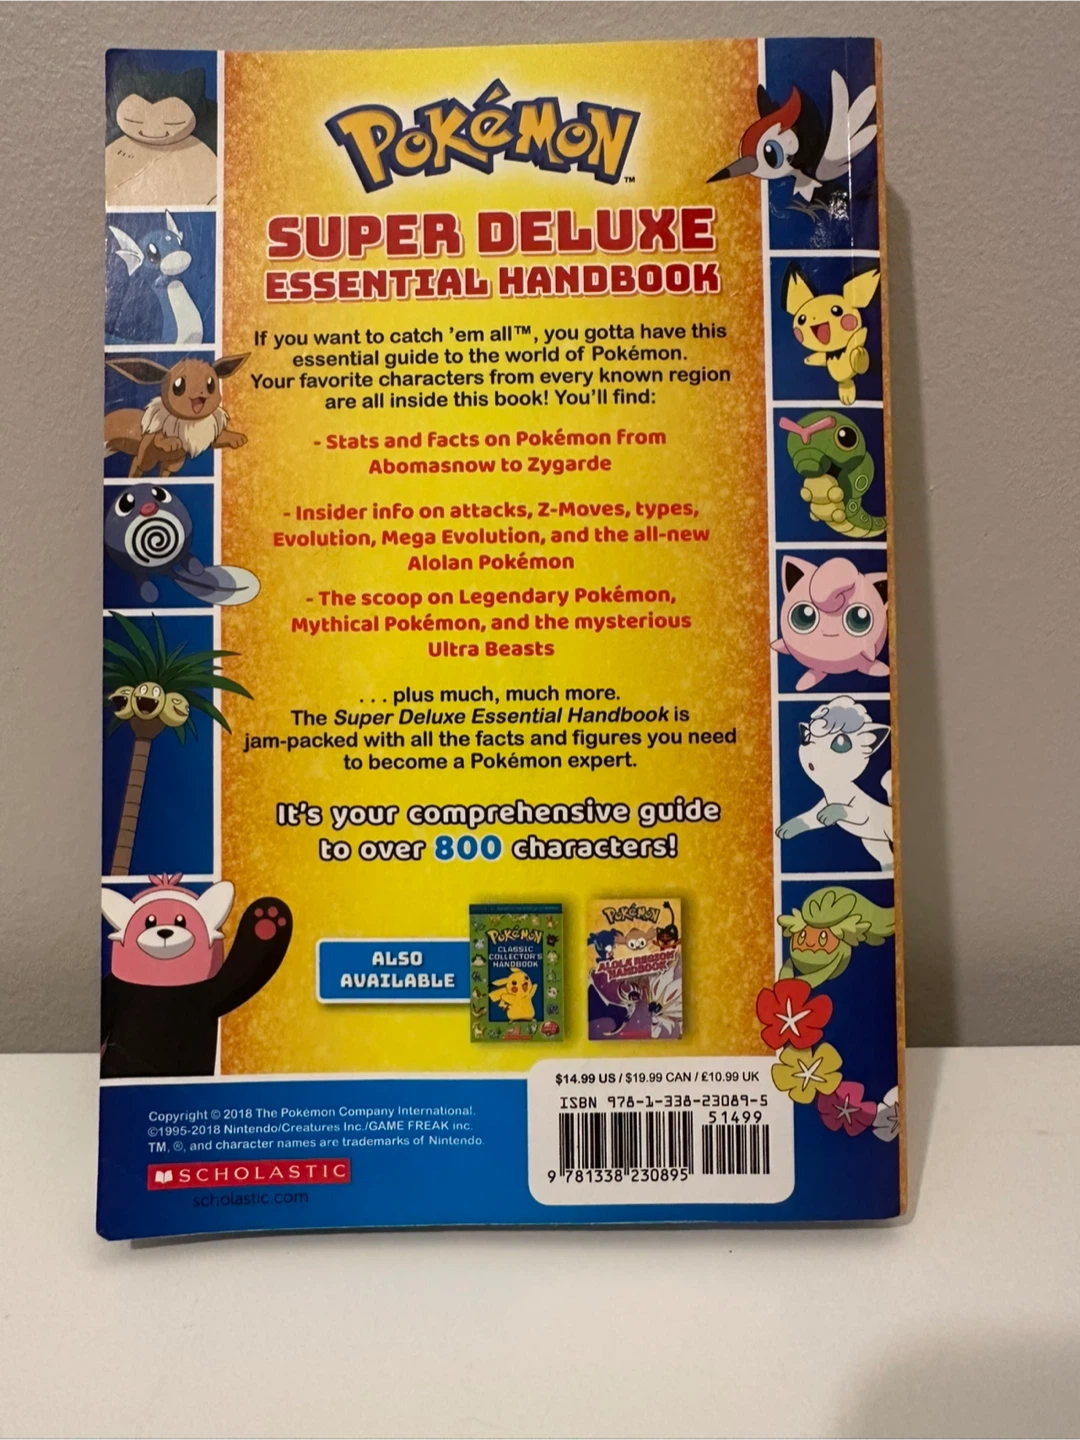 POKéMON™
SUPER DELUXE
ESSENTIAL HANDBOOK
If you want to catch 'em all™, you gotta have this
essential guide to the world of Pokémon.
Your favorite characters from every known region
are all inside this book! You'll find:
- Stats and facts on Pokémon from
Abomasnow to Zygarde
- Insider info on attacks, Z-Moves, types,
Evolution, Mega Evolution, and the all-new
Alolan Pokémon
- The scoop on Legendary Pokémon,
Mythical Pokémon, and the mysterious
Ultra Beasts
. . . plus much, much more.
The Super Deluxe Essential Handbook is
jam-packed with all the facts and figures you need
to become a Pokémon expert.
It's your comprehensive guide
to over 800 characters!
ALSO
AVAILABLE
POKéMON
CLASSIC
COLLECTOR'S
HANDBOOK
POKéMON
ALOLA REGION
HANDBOOK
$14.99 US / $19.99 CAN / £10.99 UK
ISBN 978-1-338-23089-5
51499
9 781338 230895
Copyright © 2018 The Pokémon Company International.
©1995-2018 Nintendo/Creatures Inc./GAME FREAK inc.
TM, ®, and character names are trademarks of Nintendo.
SCHOLASTIC
scholastic.com